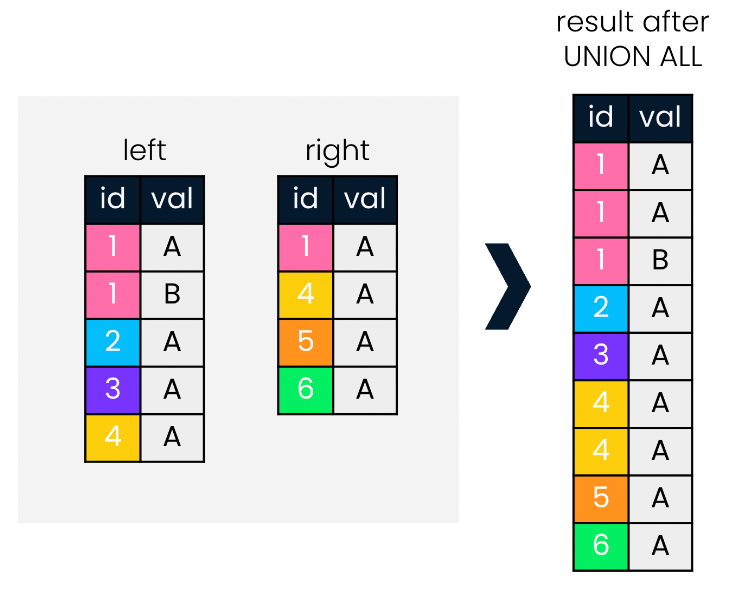 result after
UNION ALL
left
id val
1 A
1 B
2 A
3 A
4 A
right
id val
1 A
4 A
5 A
6 A
id val
1 A
1 A
1 B
2 A
3 A
4 A
4 A
5 A
6 A